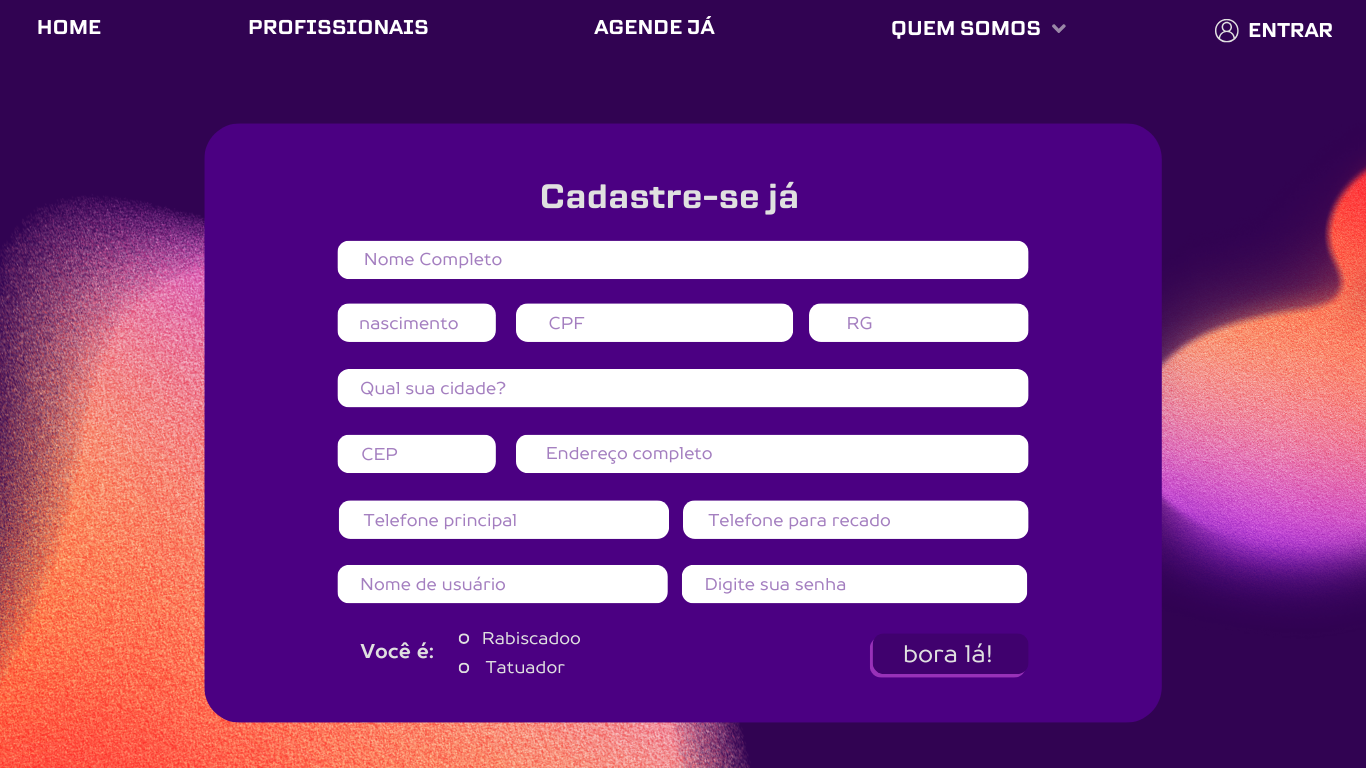 HOME PROFISSIONAIS AGENDE JÁ QUEM SOMOS ENTRAR
Cadastre-se já
Nome Completo
nascimento CPF RG
Qual sua cidade?
CEP Endereço completo
Telefone principal Telefone para recado
Nome de usuário Digite sua senha
Você é: Rabiscadoo
Tatuador
bora lá!